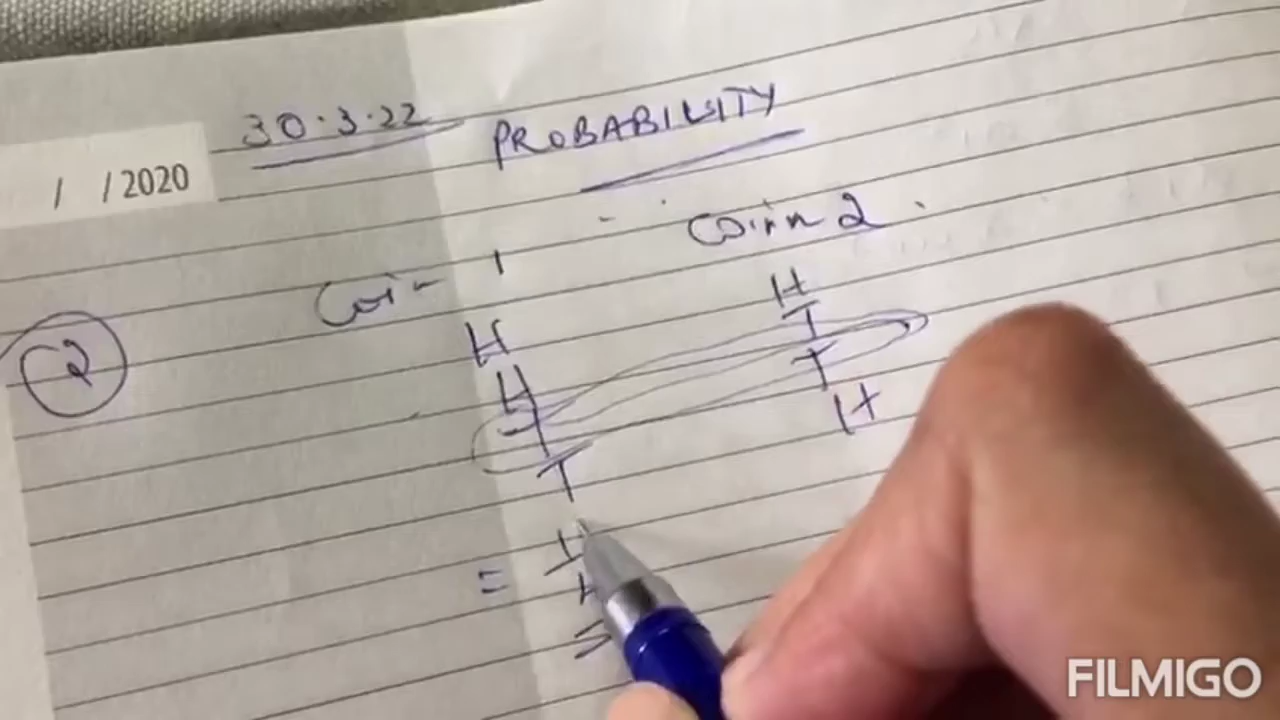 30.3.22 PROBABILITY
/ /2020
Coin 1 Coin 2
2
H H
H T
T T
T H
= 1
FILMIGO